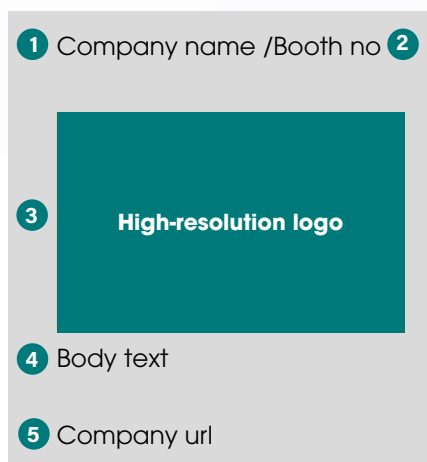 1 Company name /Booth no 2
3 High-resolution logo
4 Body text
5 Company url